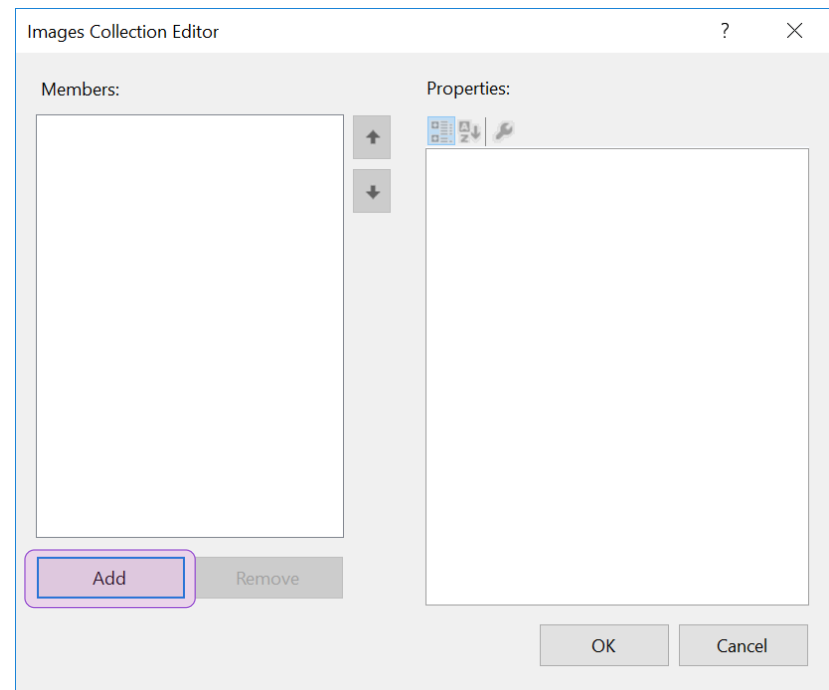 Images Collection Editor
?
Members:
Properties:
A
Z
Add
Remove
OK
Cancel